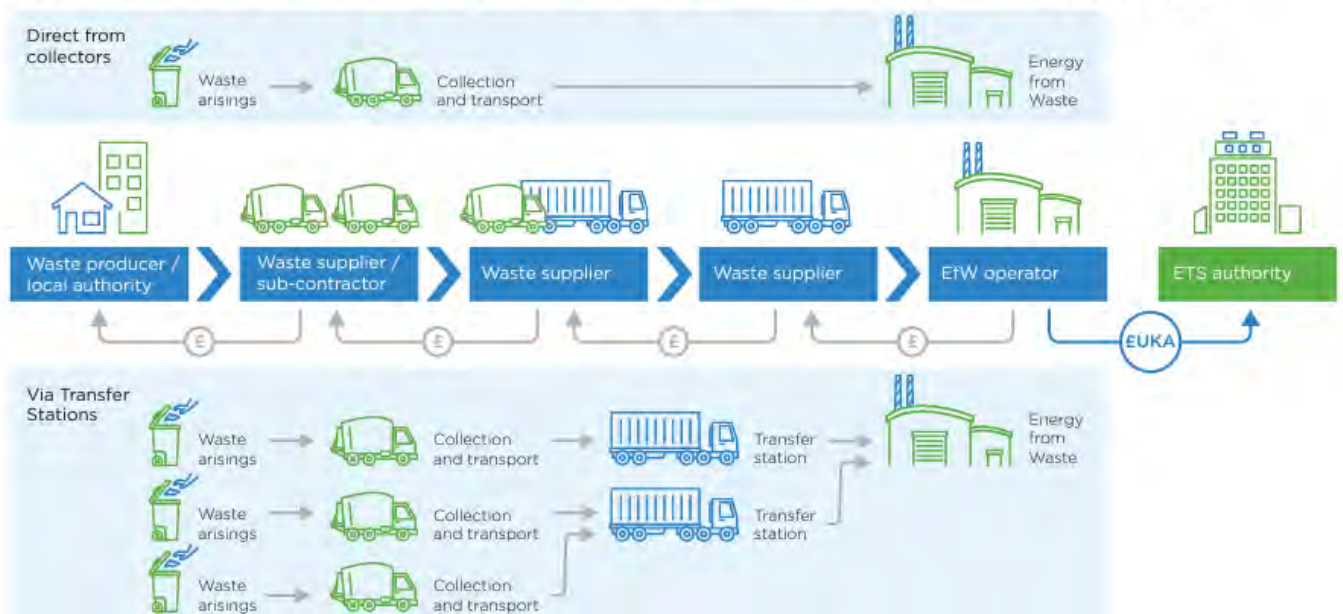 Direct from
collectors
Waste
arisings
Collection
and transport
Energy
from
Waste
Waste producer /
local authority
Waste supplier /
sub-contractor
Waste supplier
Waste supplier
EfW operator
ETS authority
£
£
£
£
£UKA
Via Transfer
Stations
Waste
arisings
Collection
and transport
Transfer
station
Energy
from
Waste
Waste
arisings
Collection
and transport
Transfer
station
Waste
arisings
Collection
and transport